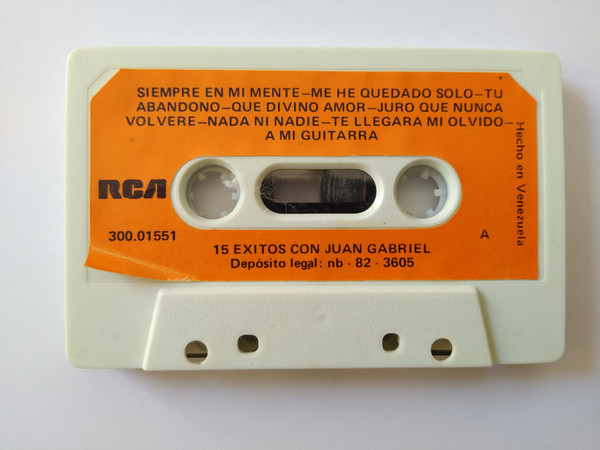 SIEMPRE EN MI MENTE–ME HE QUEDADO SOLO–TU
ABANDONO–QUE DIVINO AMOR–JURO QUE NUNCA
VOLVERE–NADA NI NADIE–TE LLEGARA MI OLVIDO–
A MI GUITARRA
Hecho en Venezuela
RCA
300.01551
A
15 EXITOS CON JUAN GABRIEL
Depósito legal: nb - 82 - 3605